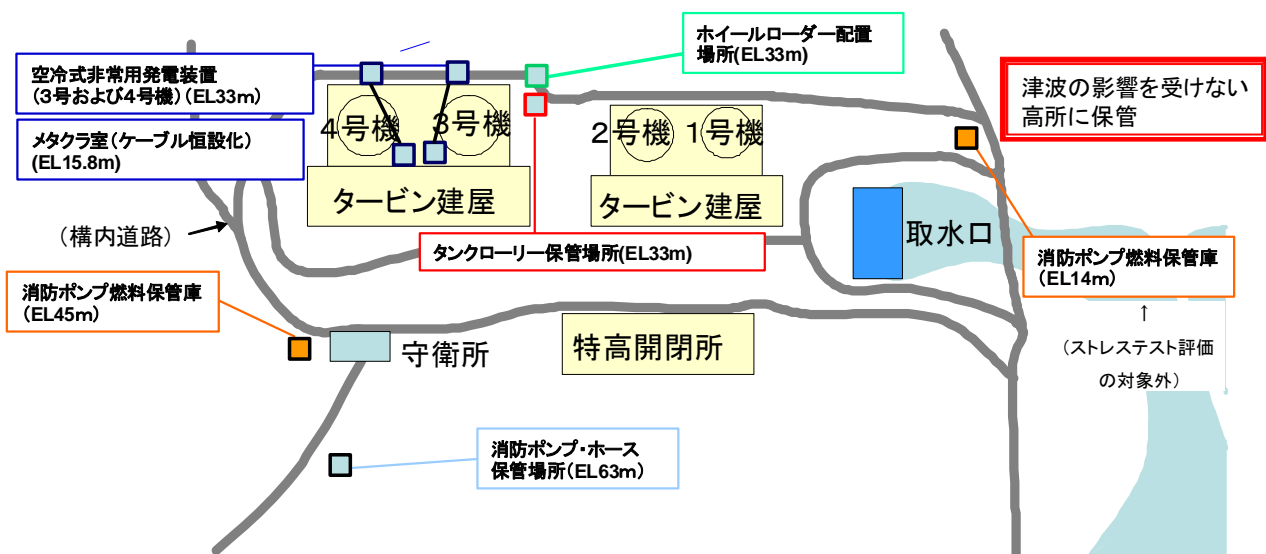 ホイールローダー配置
場所(EL33m)
空冷式非常用発電装置
(3号および4号機)(EL33m)
津波の影響を受けない
高所に保管
メタクラ室(ケーブル恒設化)
(EL15.8m)
4号機
3号機
2号機
1号機
タービン建屋
タービン建屋
(構内道路)
タンクローリー保管場所(EL33m)
取水口
消防ポンプ燃料保管庫
(EL14m)
↑
(ストレステスト評価
の対象外)
消防ポンプ燃料保管庫
(EL45m)
守衛所
特高開閉所
消防ポンプ・ホース
保管場所(EL63m)